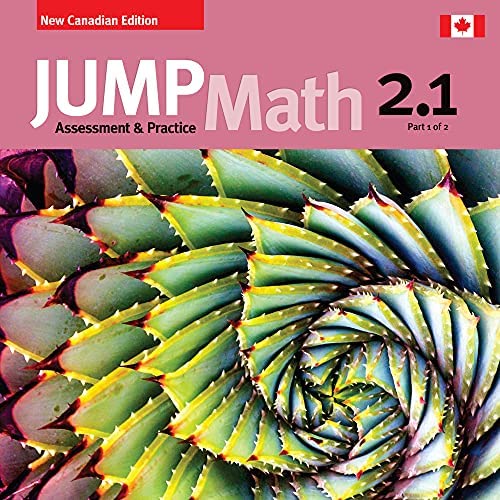 New Canadian Edition
JUMP Math 2.1
Assessment & Practice
Part 1 of 2